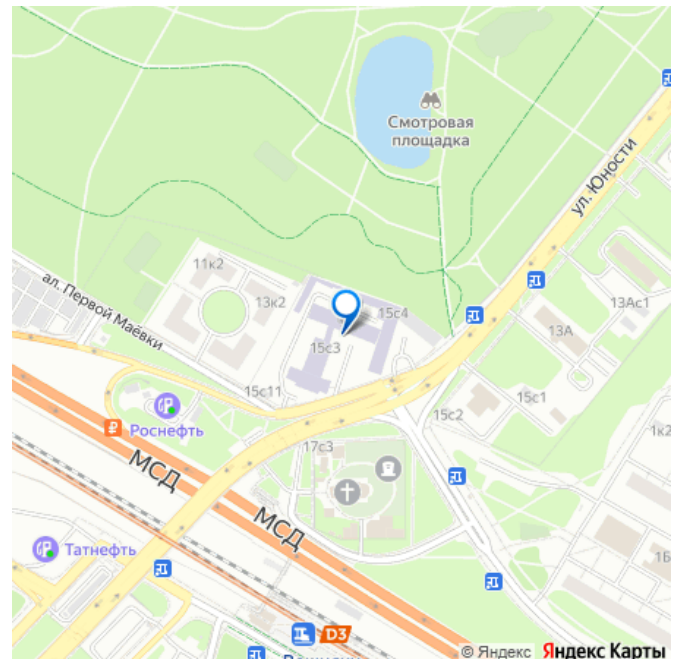 Смотровая
площадка
ул. Юности
11к2
ал. Первой Маёвки
13к2
15с4
13Ас1
13А
15с3
15с11
15с1
15с2
Роснефть
1к2
17с3
МСД
МСД
Татнефть
1Б
D3
© Яндекс Яндекс Карты